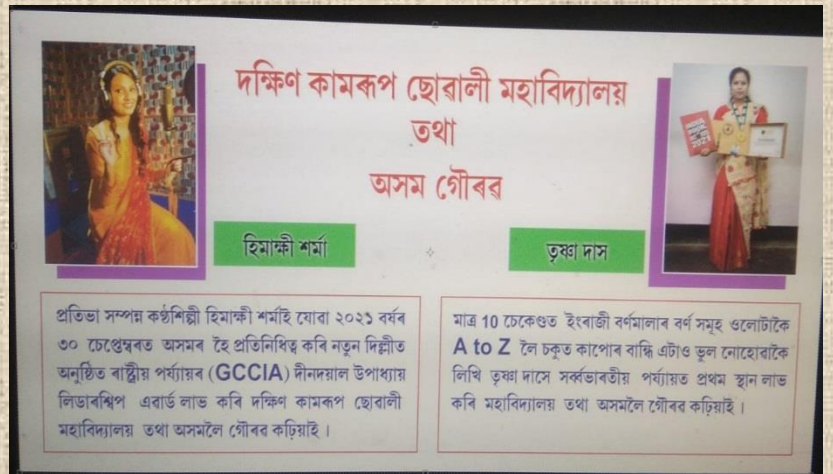 দক্ষিণ কামৰূপ ছোৱালী মহাবিদ্যালয়
তথা
অসম গৌৰৱ
হিমাক্ষী শৰ্মা
তৃষ্ণা দাস
প্ৰতিভা সম্পন্ন কণ্ঠশিল্পী হিমাক্ষী শৰ্মাই যোৱা ২০২১ বৰ্ষৰ
৩০ চেপ্তেম্বৰত অসমৰ হৈ প্ৰতিনিধিত্ব কৰি নতুন দিল্লীত
অনুষ্ঠিত ৰাষ্ট্ৰীয় পৰ্য্যায়ৰ (GCCIA) দীনদয়াল উপাধ্যায়
লিডাৰশ্বিপ এৱাৰ্ড লাভ কৰি দক্ষিণ কামৰূপ ছোৱালী
মহাবিদ্যালয় তথা অসমলৈ গৌৰৱ কঢ়িয়াই ।
মাত্ৰ 10 চেকেণ্ডত ইংৰাজী বৰ্ণমালাৰ বৰ্ণ সমূহ ওলোটাকৈ
A to Z লৈ চকুত কাপোৰ বান্ধি এটাও ভুল নোহোৱাকৈ
লিখি তৃষ্ণা দাসে সৰ্ব্বভাৰতীয় পৰ্য্যায়ত প্ৰথম স্থান লাভ
কৰি মহাবিদ্যালয় তথা অসমলৈ গৌৰৱ কঢ়িয়াই ।